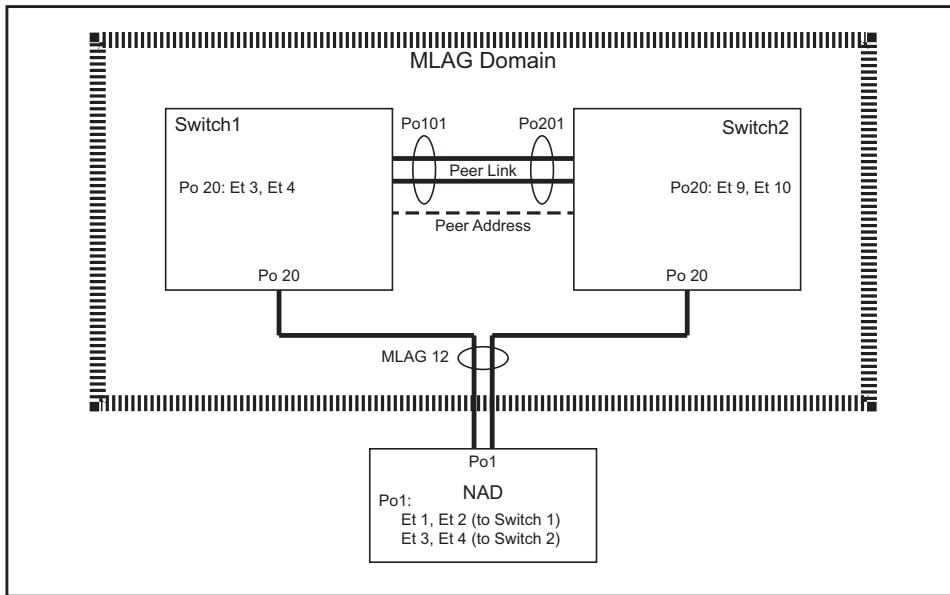 MLAG Domain
Switch1
Po101
Po201
Switch2
Peer Link
Po 20: Et 3, Et 4
Po20: Et 9, Et 10
Peer Address
Po 20
Po 20
MLAG 12
Po1
NAD
Po1:
Et 1, Et 2 (to Switch 1)
Et 3, Et 4 (to Switch 2)